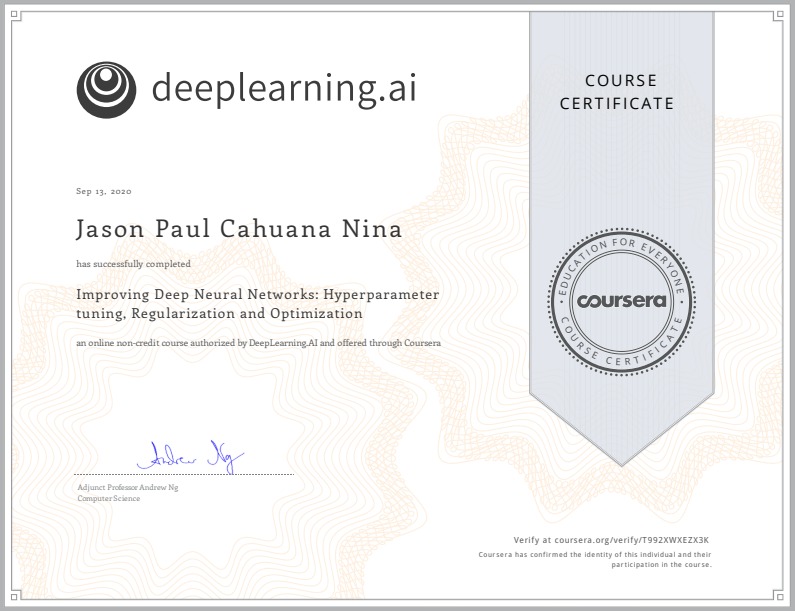 deeplearning.ai
COURSE
CERTIFICATE
Sep 13, 2020
Jason Paul Cahuana Nina
has successfully completed
Improving Deep Neural Networks: Hyperparameter
tuning, Regularization and Optimization
an online non-credit course authorized by DeepLearning.AI and offered through Coursera
EDUCATION FOR EVERYONE
coursera
COURSE CERTIFICATE
Andrew Ng
Adjunct Professor Andrew Ng
Computer Science
Verify at coursera.org/verify/T992XWXEZX3K
Coursera has confirmed the identity of this individual and their
participation in the course.